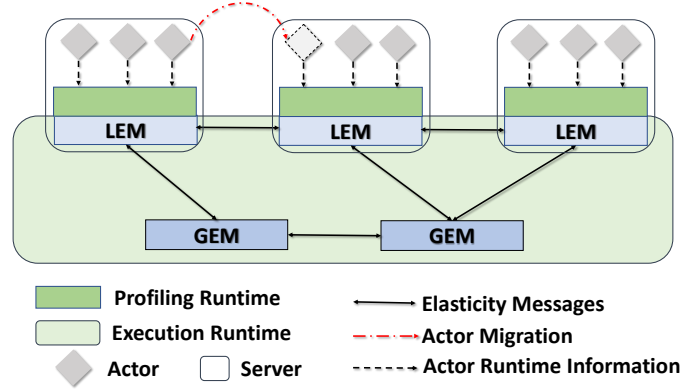 LEM LEM LEM
GEM GEM
Profiling Runtime Elasticity Messages
Execution Runtime Actor Migration
Actor Server Actor Runtime Information